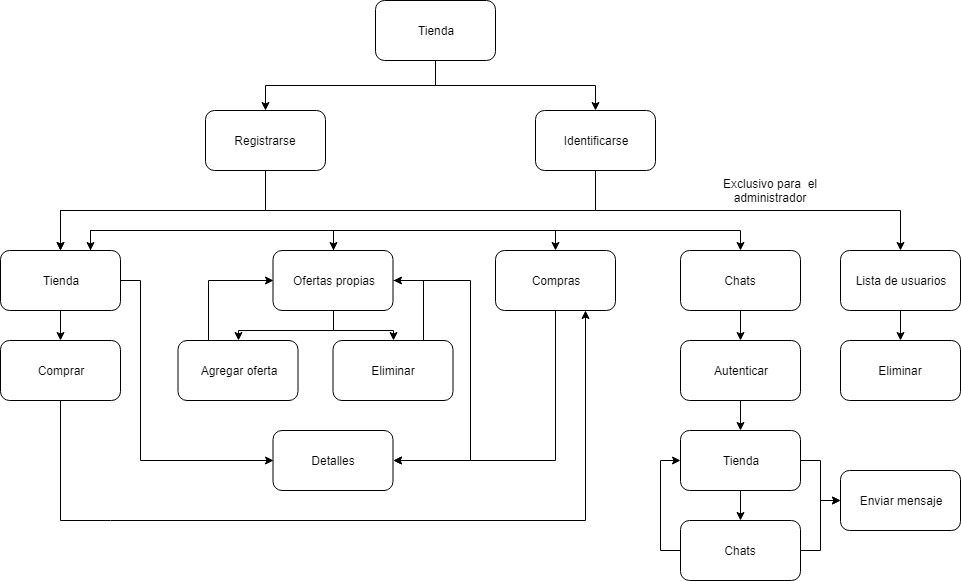 Tienda
Registrarse
Identificarse
Exclusivo para el
administrador
Tienda
Ofertas propias
Compras
Chats
Lista de usuarios
Comprar
Agregar oferta
Eliminar
Autenticar
Eliminar
Detalles
Tienda
Enviar mensaje
Chats